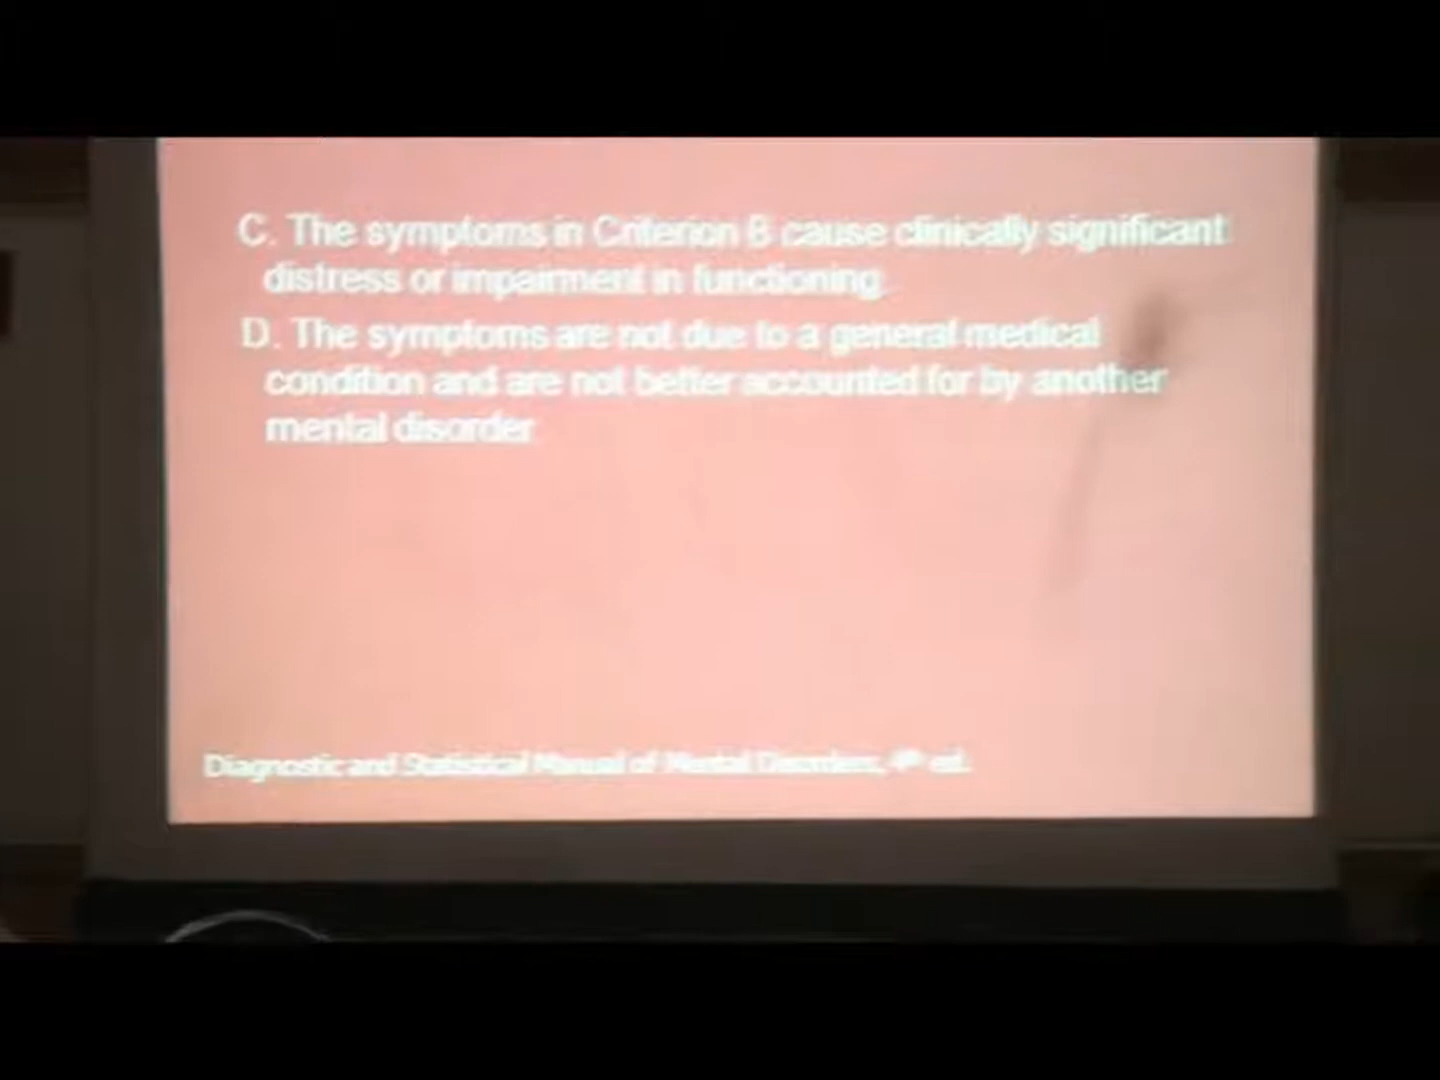 C. The symptoms in Criterion B cause clinically significant
distress or impairment in functioning.
D. The symptoms are not due to a general medical
condition and are not better accounted for by another
mental disorder
Diagnostic and Statistical Manual of Mental Disorders, 4th ed.